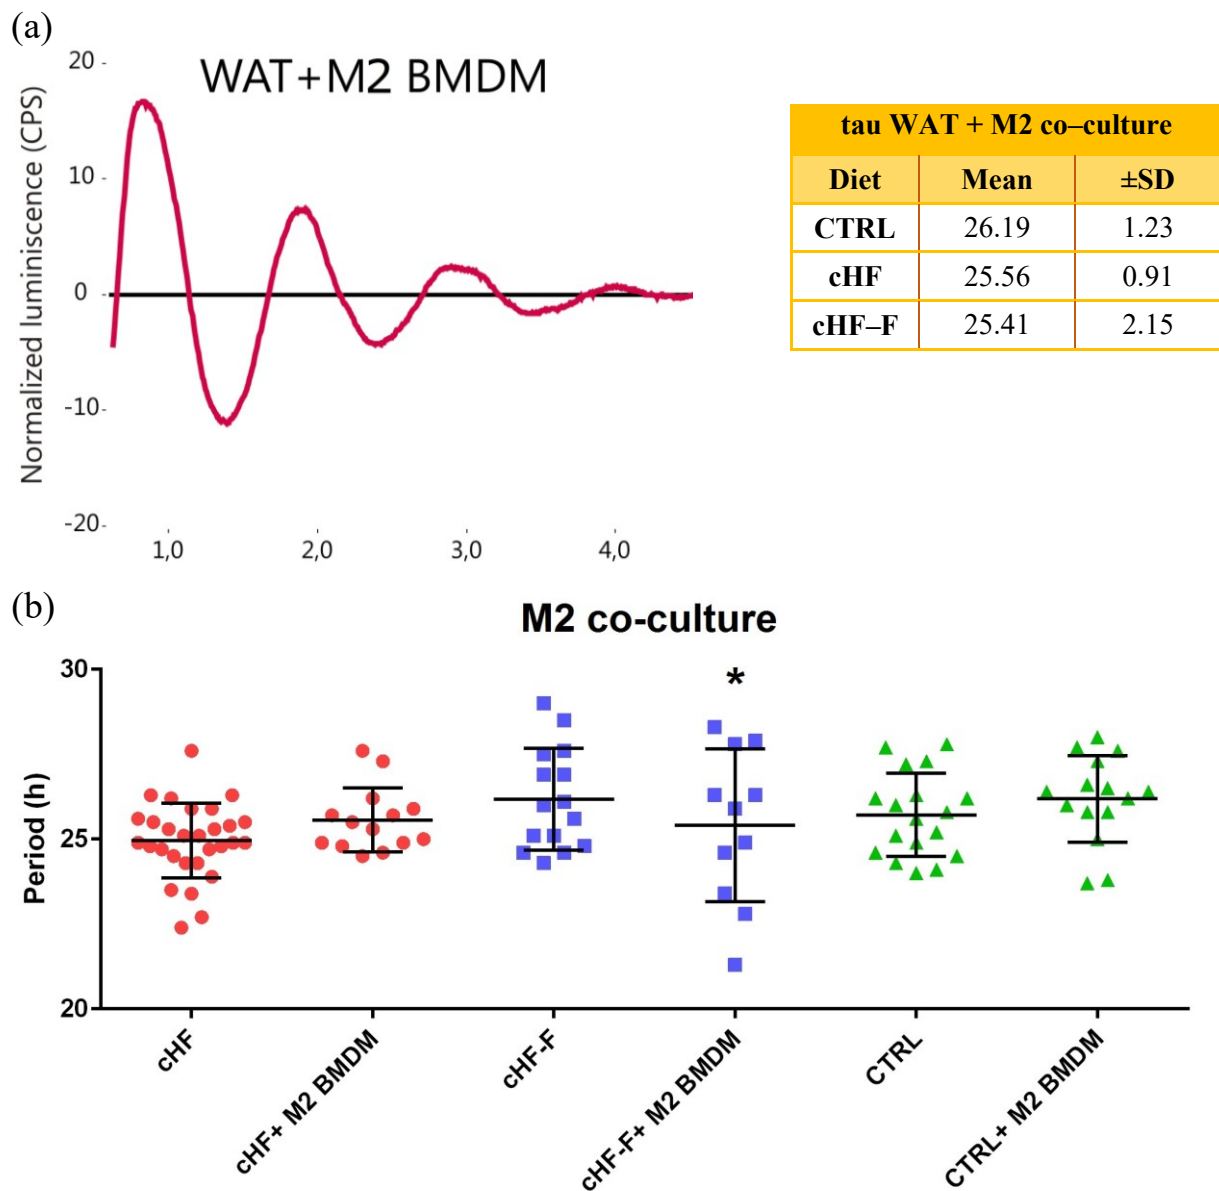 (a)
WAT+M2 BMDM
Normalized luminiscence (CPS)
20
10
0
-10
-20
1,0 2,0 3,0 4,0
tau WAT + M2 co–culture
Diet Mean ±SD
CTRL 26.19 1.23
cHF 25.56 0.91
cHF–F 25.41 2.15
(b)
M2 co-culture
Period (h)
30
25
20
*
cHF
cHF+ M2 BMDM
cHF-F
cHF-F+ M2 BMDM
CTRL
CTRL+ M2 BMDM